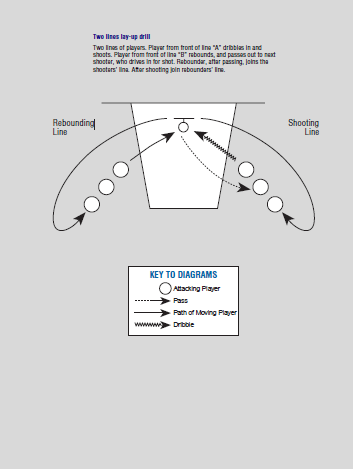 Two lines lay-up drill
Two lines of players. Player from front of line "A" dribbles in and
shoots. Player from front of line "B" rebounds, and passes out to next
shooter, who drives in for shot. Rebounder, after passing, joins the
shooters' line. After shooting join rebounders' line.
Rebounding
Line
Shooting
Line
KEY TO DIAGRAMS
Attacking Player
Pass
Path of Moving Player
Dribble